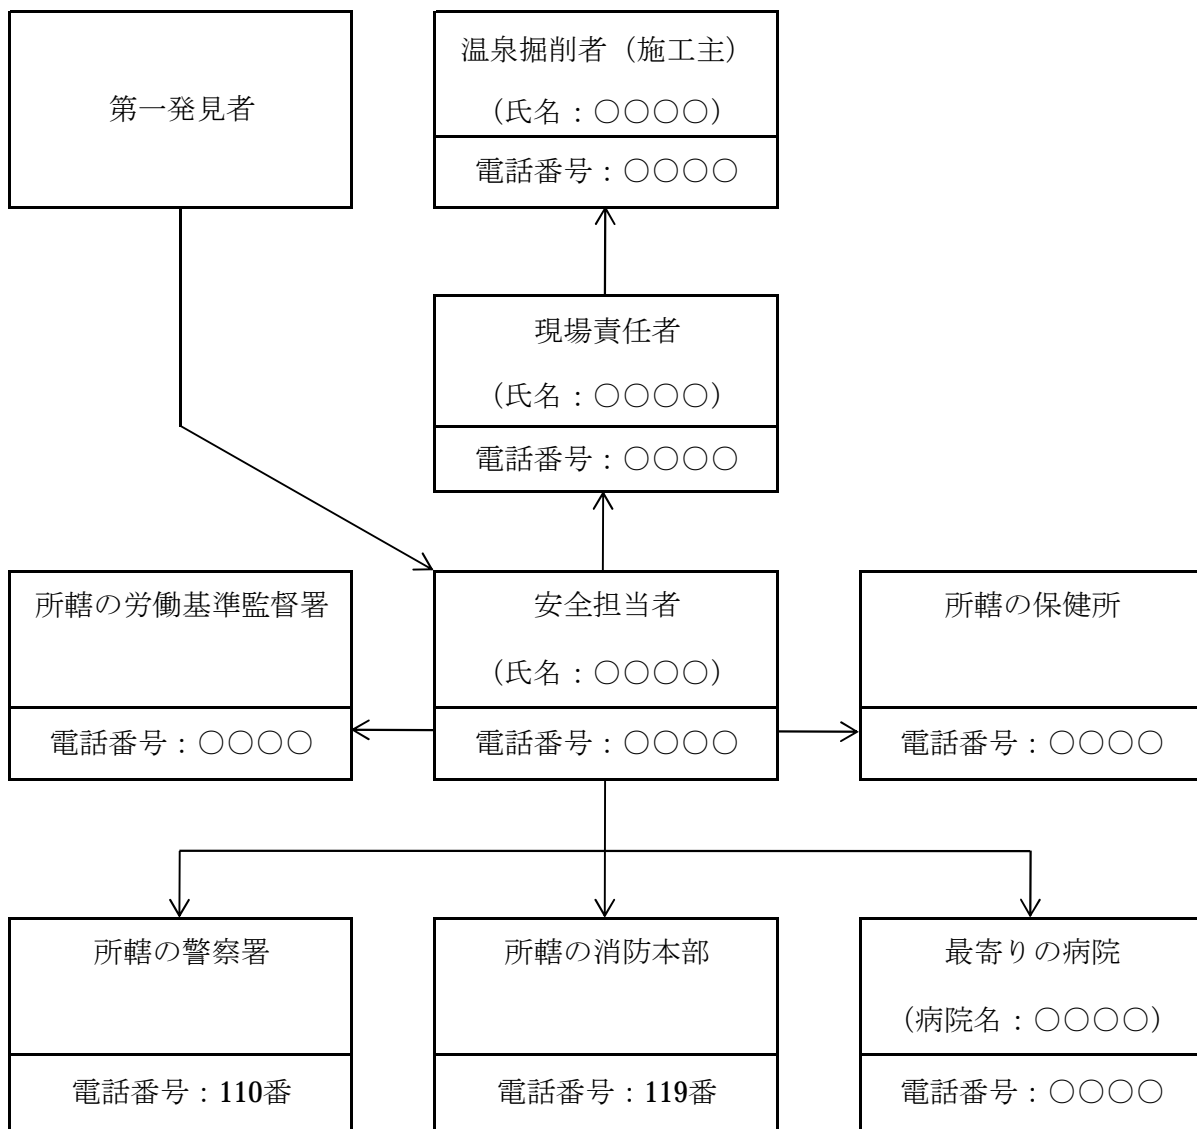 第一発見者
温泉掘削者（施工主）
（氏名：○○○○）
電話番号：○○○○
現場責任者
（氏名：○○○○）
電話番号：○○○○
所轄の労働基準監督署
電話番号：○○○○
安全担当者
（氏名：○○○○）
電話番号：○○○○
所轄の保健所
電話番号：○○○○
所轄の警察署
電話番号：110番
所轄の消防本部
電話番号：119番
最寄りの病院
（病院名：○○○○）
電話番号：○○○○